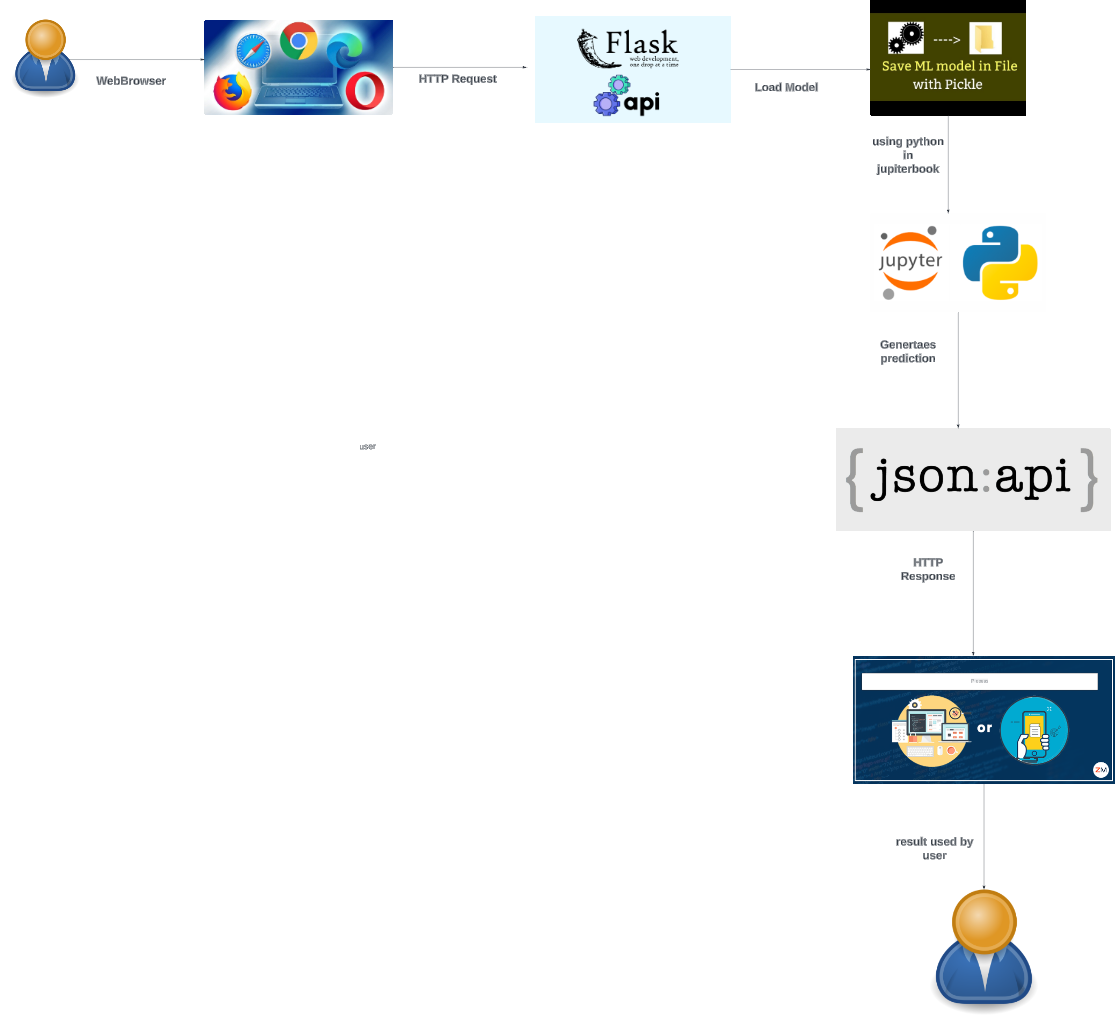 WebBrowser
HTTP Request
Flask
web development,
one drop at a time
api
Load Model
---->
Save ML model in File
with Pickle
using python
in
jupiterbook
jupyter
Genertaes
prediction
user
{json:api}
HTTP
Response
or
ZM
result used by
user